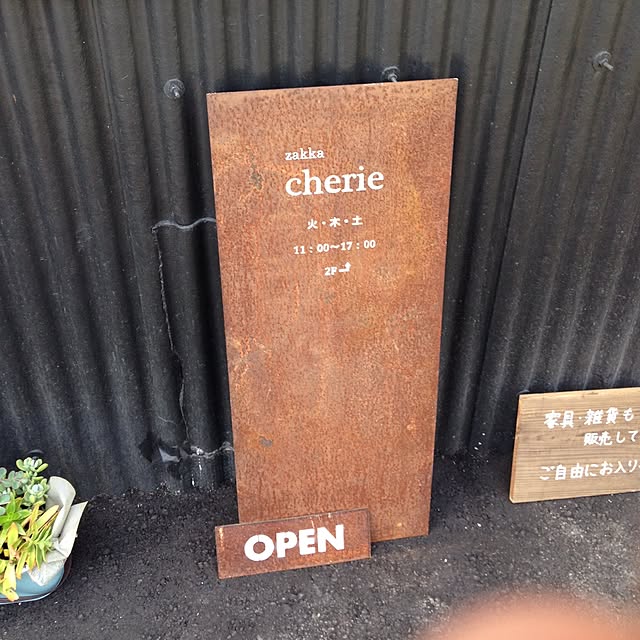 zakka
cherie
火・木・土
11：00～17：00
2F
OPEN
家具・雑貨も
販売して
ご自由にお入り